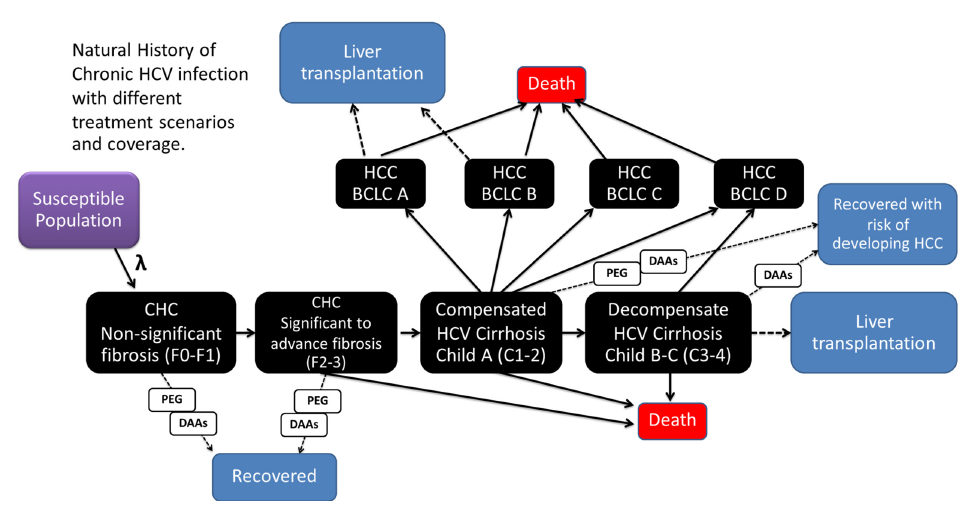 Natural History of
Chronic HCV infection
with different
treatment scenarios
and coverage.
Liver
transplantation
Death
HCC
BCLC A
HCC
BCLC B
HCC
BCLC C
HCC
BCLC D
Susceptible
Population
λ
Recovered with
risk of
developing HCC
PEG
DAAs
DAAs
CHC
Non-significant
fibrosis (F0-F1)
CHC
Significant to
advance fibrosis
(F2-3)
Compensated
HCV Cirrhosis
Child A (C1-2)
Decompensate
HCV Cirrhosis
Child B-C (C3-4)
Liver
transplantation
PEG
DAAs
PEG
DAAs
Death
Recovered